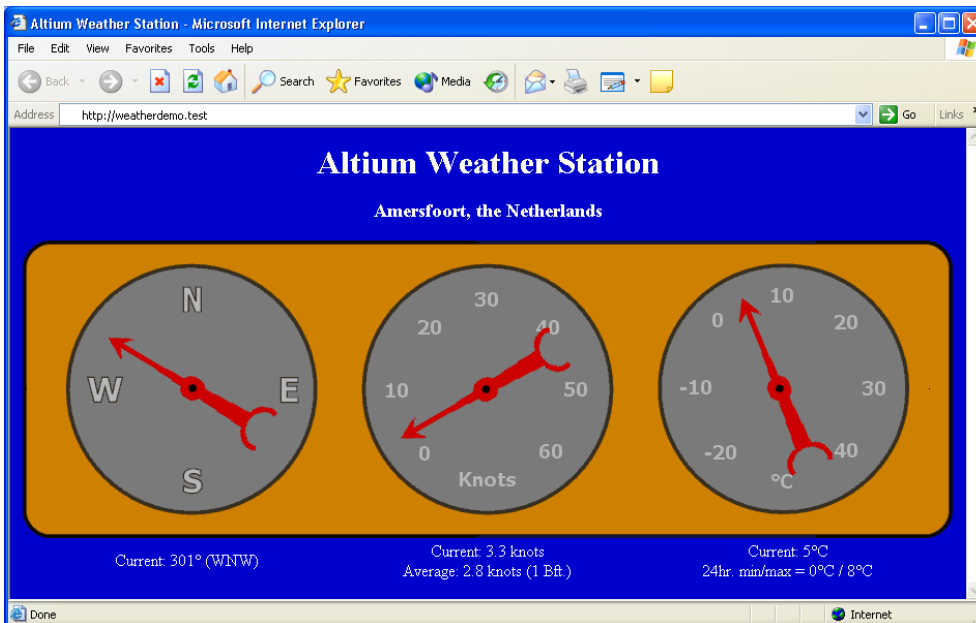 Altium Weather Station - Microsoft Internet Explorer
File Edit View Favorites Tools Help
Back Search Favorites Media
Address http://weatherdemo.test Go Links
Altium Weather Station
Amersfoort, the Netherlands
N
W E
S
30
20 40
10 50
0 60
Knots
10
0 20
-10 30
-20 40
°C
Current: 301° (WNW)
Current: 3.3 knots
Average: 2.8 knots (1 Bft.)
Current: 5°C
24hr. min/max = 0°C / 8°C
Done Internet